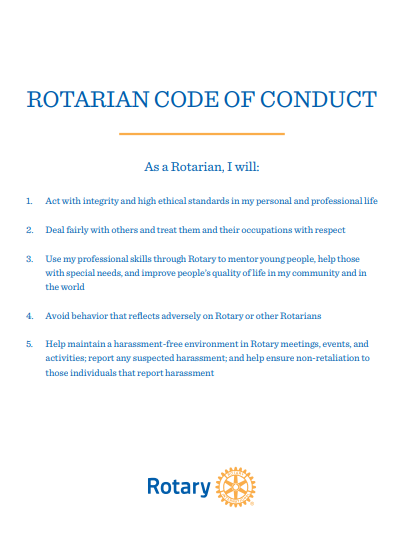 ROTARIAN CODE OF CONDUCT
As a Rotarian, I will:
1. Act with integrity and high ethical standards in my personal and professional life
2. Deal fairly with others and treat them and their occupations with respect
3. Use my professional skills through Rotary to mentor young people, help those
with special needs, and improve people's quality of life in my community and in
the world
4. Avoid behavior that reflects adversely on Rotary or other Rotarians
5. Help maintain a harassment-free environment in Rotary meetings, events, and
activities; report any suspected harassment; and help ensure non-retaliation to
those individuals that report harassment
Rotary